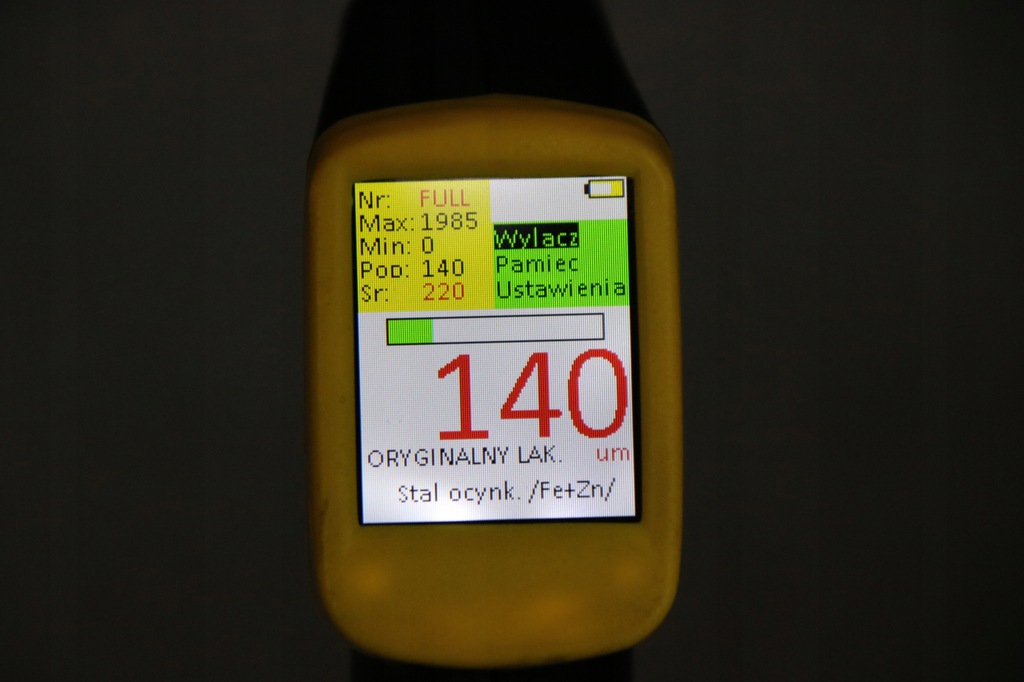 Nr: FULL
Max: 1985
Min: 0
Pop: 140
Sr: 220
Wylacz
Pamiec
Ustawienia
140
ORYGINALNY LAK. um
Stal ocynk. /Fe+Zn/